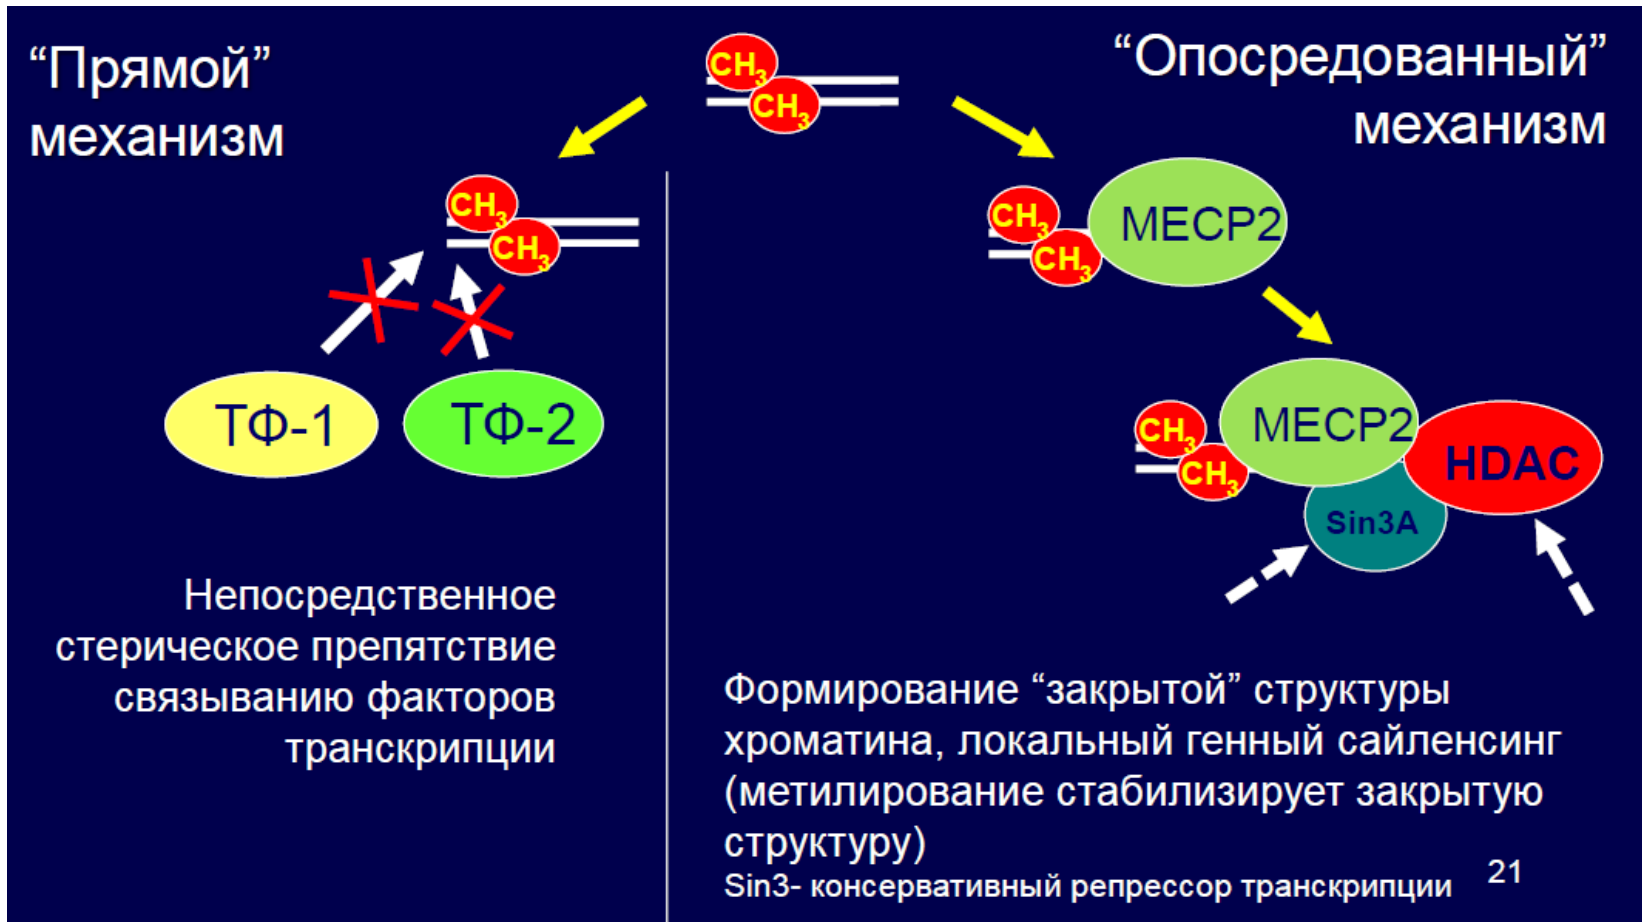 “Прямой”
механизм
“Опосредованный”
механизм
CH3
CH3
CH3
CH3
ТФ-1
ТФ-2
Непосредственное
стерическое препятствие
связыванию факторов
транскрипции
CH3
CH3
MECP2
CH3
CH3
MECP2
HDAC
Sin3A
Формирование “закрытой” структуры
хроматина, локальный генный сайленсинг
(метилирование стабилизирует закрытую
структуру)
Sin3- консервативный репрессор транскрипции
21